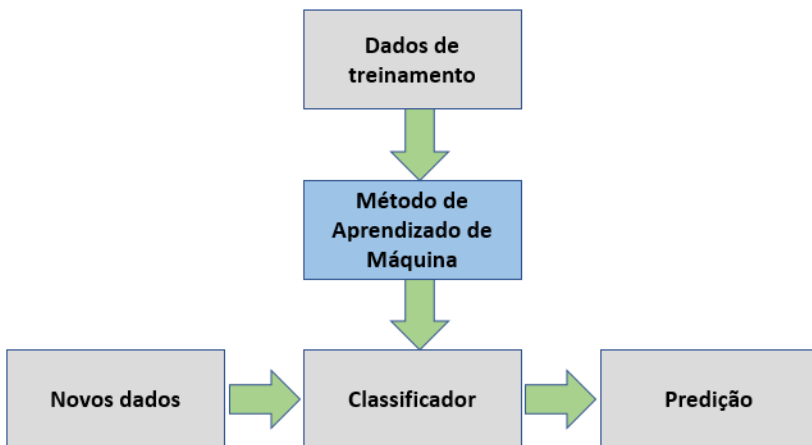 Dados de
treinamento
Método de
Aprendizado de
Máquina
Novos dados
Classificador
Predição